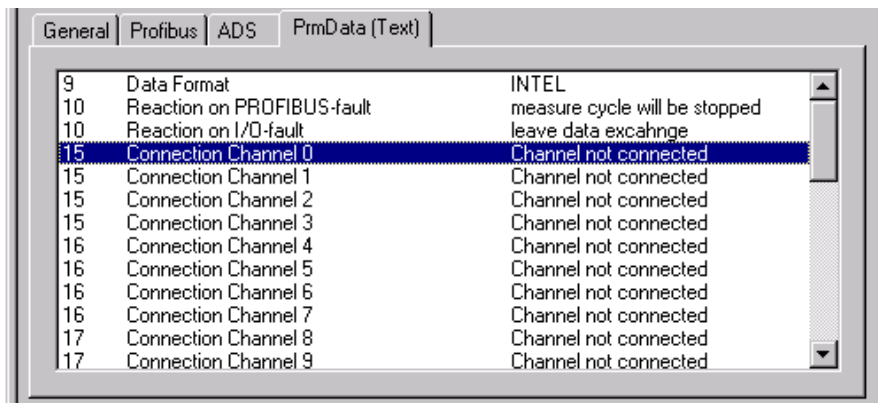 General Profibus ADS PrmData (Text)
9 Data Format INTEL
10 Reaction on PROFIBUS-fault measure cycle will be stopped
10 Reaction on I/O-fault leave data excahnge
15 Connection Channel 0 Channel not connected
15 Connection Channel 1 Channel not connected
15 Connection Channel 2 Channel not connected
15 Connection Channel 3 Channel not connected
16 Connection Channel 4 Channel not connected
16 Connection Channel 5 Channel not connected
16 Connection Channel 6 Channel not connected
16 Connection Channel 7 Channel not connected
17 Connection Channel 8 Channel not connected
17 Connection Channel 9 Channel not connected